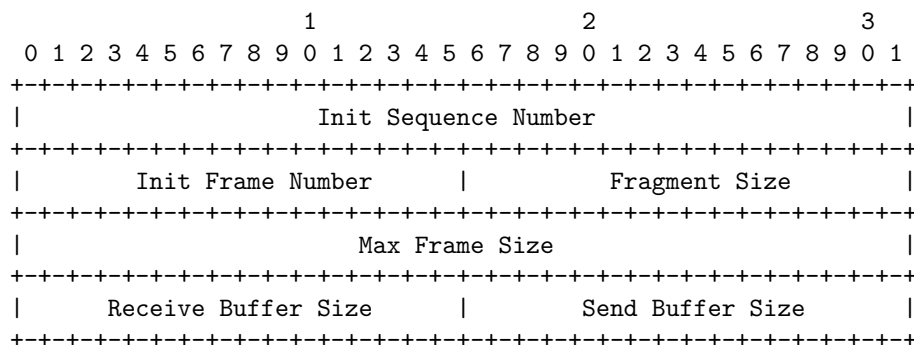 1                   2                   3
 0 1 2 3 4 5 6 7 8 9 0 1 2 3 4 5 6 7 8 9 0 1 2 3 4 5 6 7 8 9 0 1
+-+-+-+-+-+-+-+-+-+-+-+-+-+-+-+-+-+-+-+-+-+-+-+-+-+-+-+-+-+-+-+-+
|                     Init Sequence Number                      |
+-+-+-+-+-+-+-+-+-+-+-+-+-+-+-+-+-+-+-+-+-+-+-+-+-+-+-+-+-+-+-+-+
|        Init Frame Number      |          Fragment Size        |
+-+-+-+-+-+-+-+-+-+-+-+-+-+-+-+-+-+-+-+-+-+-+-+-+-+-+-+-+-+-+-+-+
|                        Max Frame Size                         |
+-+-+-+-+-+-+-+-+-+-+-+-+-+-+-+-+-+-+-+-+-+-+-+-+-+-+-+-+-+-+-+-+
|      Receive Buffer Size      |        Send Buffer Size       |
+-+-+-+-+-+-+-+-+-+-+-+-+-+-+-+-+-+-+-+-+-+-+-+-+-+-+-+-+-+-+-+-+